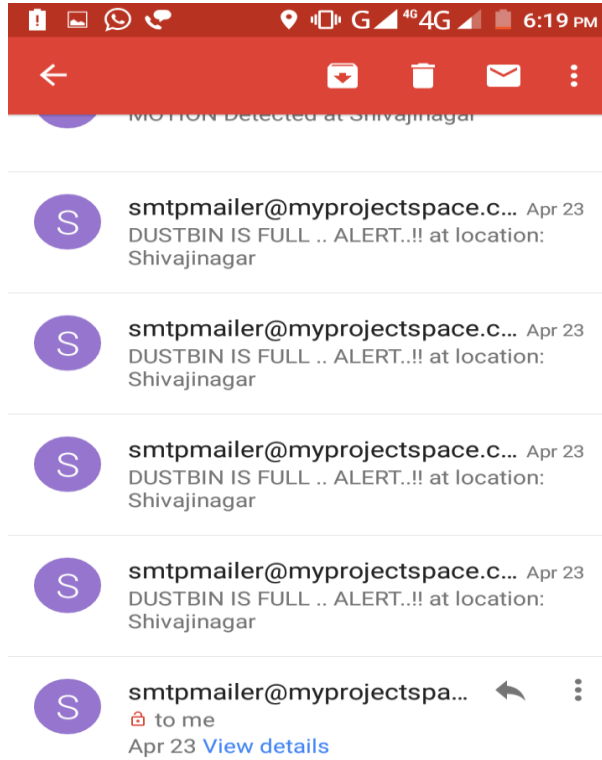 G 4G 4G 6:19 PM
MOTION Detected at Shivajinagar
S
smtpmailer@myprojectspace.c... Apr 23
DUSTBIN IS FULL .. ALERT..!! at location:
Shivajinagar
S
smtpmailer@myprojectspace.c... Apr 23
DUSTBIN IS FULL .. ALERT..!! at location:
Shivajinagar
S
smtpmailer@myprojectspace.c... Apr 23
DUSTBIN IS FULL .. ALERT..!! at location:
Shivajinagar
S
smtpmailer@myprojectspace.c... Apr 23
DUSTBIN IS FULL .. ALERT..!! at location:
Shivajinagar
S
smtpmailer@myprojectspa...
to me
Apr 23 View details